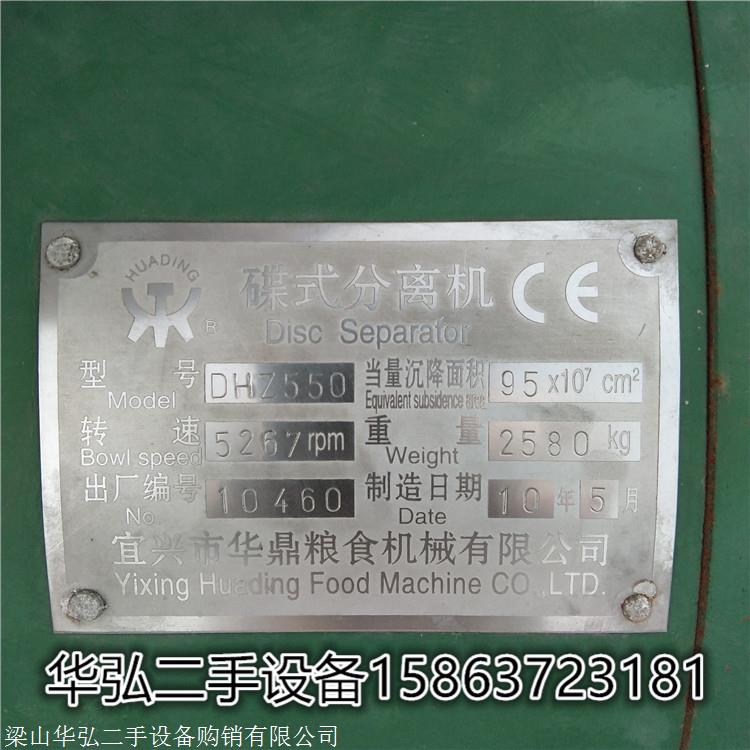 HUADING
R
碟式分离机 CE
Disc Separator
型号 DHZ550 当量沉降面积 95 x10⁷ cm²
Model Equivalent subsidence area
转速 5267 rpm 重量 2580 kg
Bowl speed Weight
出厂编号 10460 制造日期 10 年 5 月
No. Date
宜兴市华鼎粮食机械有限公司
Yixing Huading Food Machine CO.,LTD.
华弘二手设备15863723181
梁山华弘二手设备购销有限公司